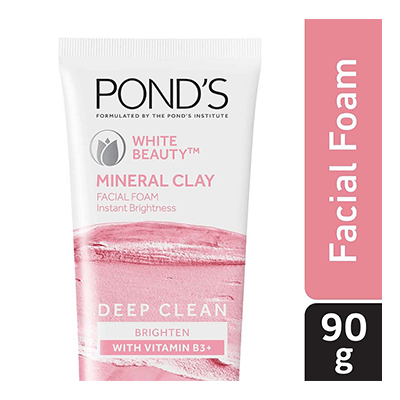 POND'S
FORMULATED BY THE POND'S INSTITUTE
WHITE
BEAUTY™
MINERAL CLAY
FACIAL FOAM
Instant Brightness
DEEP CLEAN
BRIGHTEN
WITH VITAMIN B3+
Facial Foam
90
g